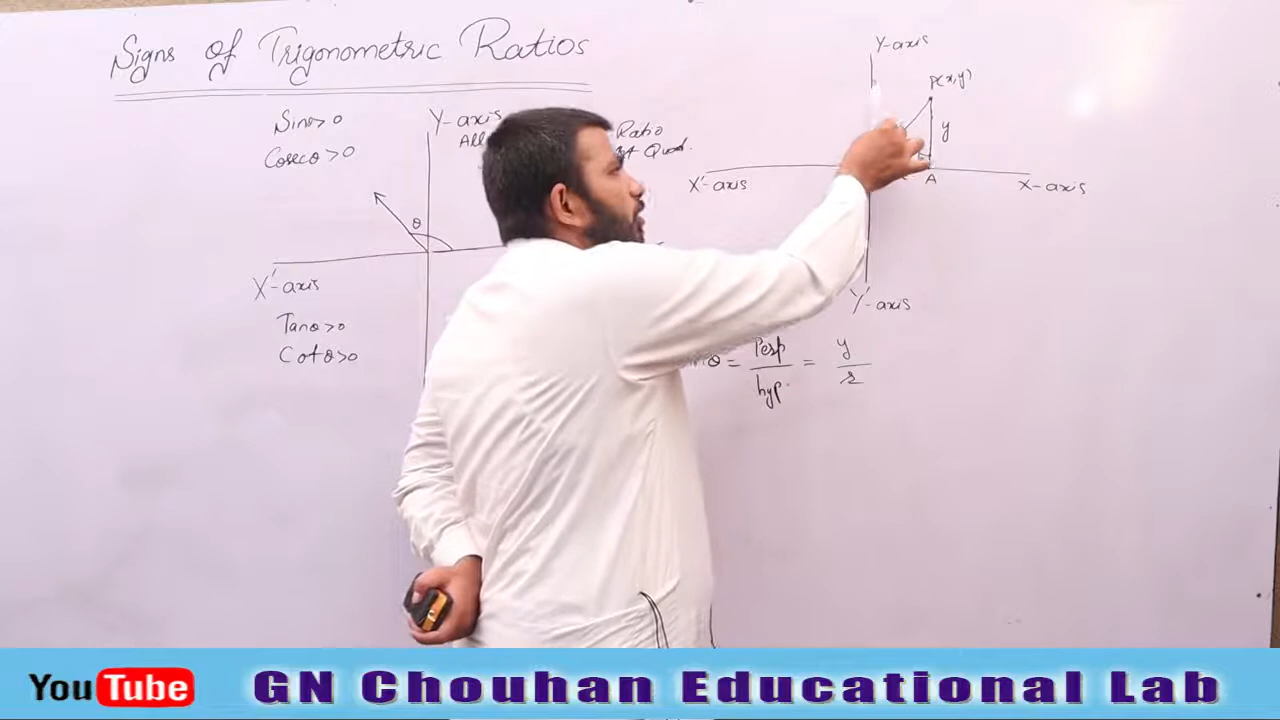 Signs of Trigonometric Ratios
Sinθ>0
Cosecθ>0
Y-axis
All
Ratio
Quad.
θ
X'-axis
Tanθ>0
Cotθ>0
Y-axis
P(x,y)
y
X'-axis
A
X-axis
Y'-axis
θ = Perp/hyp. = y/r
YouTube GN Chouhan Educational Lab